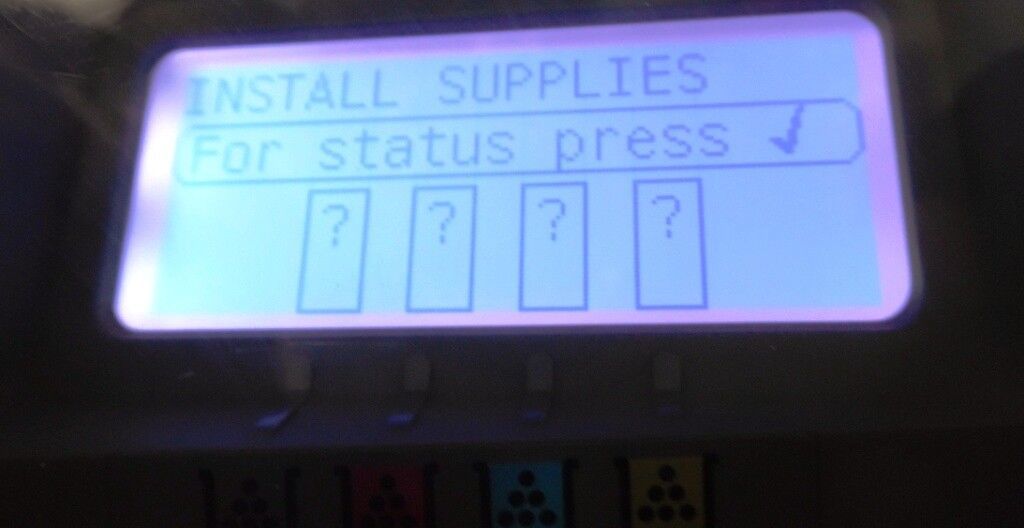 INSTALL SUPPLIES
For status press ✓
? ? ? ?